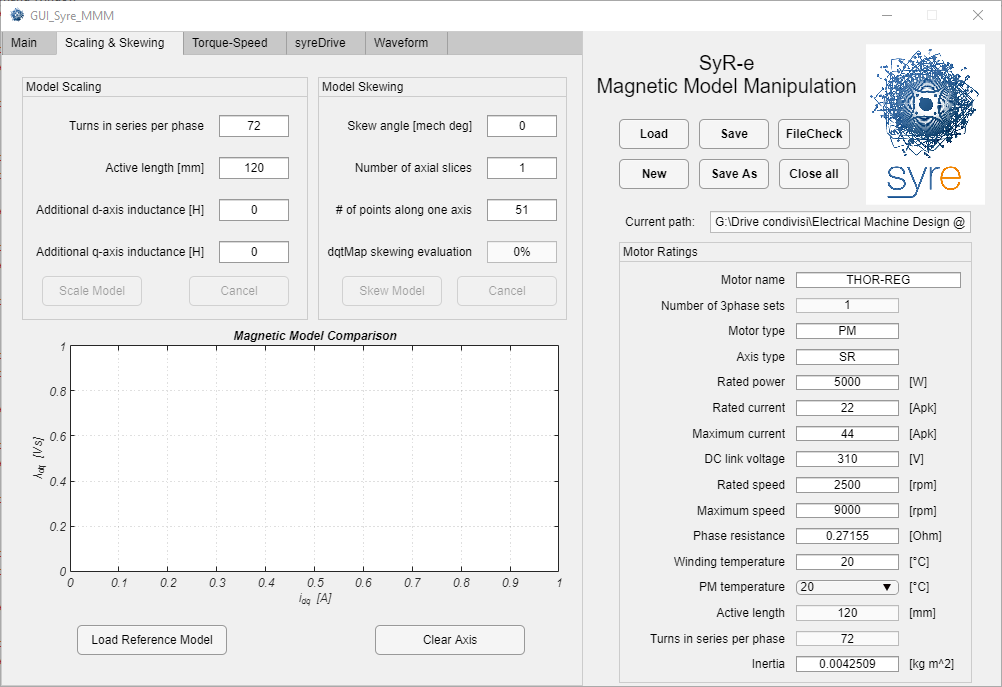 GUI_Syre_MMM
Main
Scaling & Skewing
Torque-Speed
syreDrive
Waveform
Model Scaling
Turns in series per phase 72
Active length [mm] 120
Additional d-axis inductance [H] 0
Additional q-axis inductance [H] 0
Scale Model
Cancel
Model Skewing
Skew angle [mech deg] 0
Number of axial slices 1
# of points along one axis 51
dqtMap skewing evaluation 0%
Skew Model
Cancel
Magnetic Model Comparison
1
0.8
0.6
0.4
0.2
0
λdq [Vs]
0 0.1 0.2 0.3 0.4 0.5 0.6 0.7 0.8 0.9 1
idq [A]
Load Reference Model
Clear Axis
SyR-e
Magnetic Model Manipulation
Load
Save
FileCheck
New
Save As
Close all
syre
Current path: G:\Drive condivisi\Electrical Machine Design @
Motor Ratings
Motor name THOR-REG
Number of 3phase sets 1
Motor type PM
Axis type SR
Rated power 5000 [W]
Rated current 22 [Apk]
Maximum current 44 [Apk]
DC link voltage 310 [V]
Rated speed 2500 [rpm]
Maximum speed 9000 [rpm]
Phase resistance 0.27155 [Ohm]
Winding temperature 20 [°C]
PM temperature 20 [°C]
Active length 120 [mm]
Turns in series per phase 72
Inertia 0.0042509 [kg m^2]